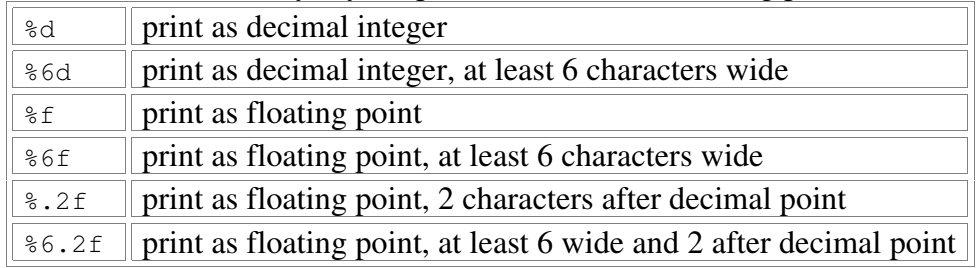 %d print as decimal integer
%6d print as decimal integer, at least 6 characters wide
%f print as floating point
%6f print as floating point, at least 6 characters wide
%.2f print as floating point, 2 characters after decimal point
%6.2f print as floating point, at least 6 wide and 2 after decimal point